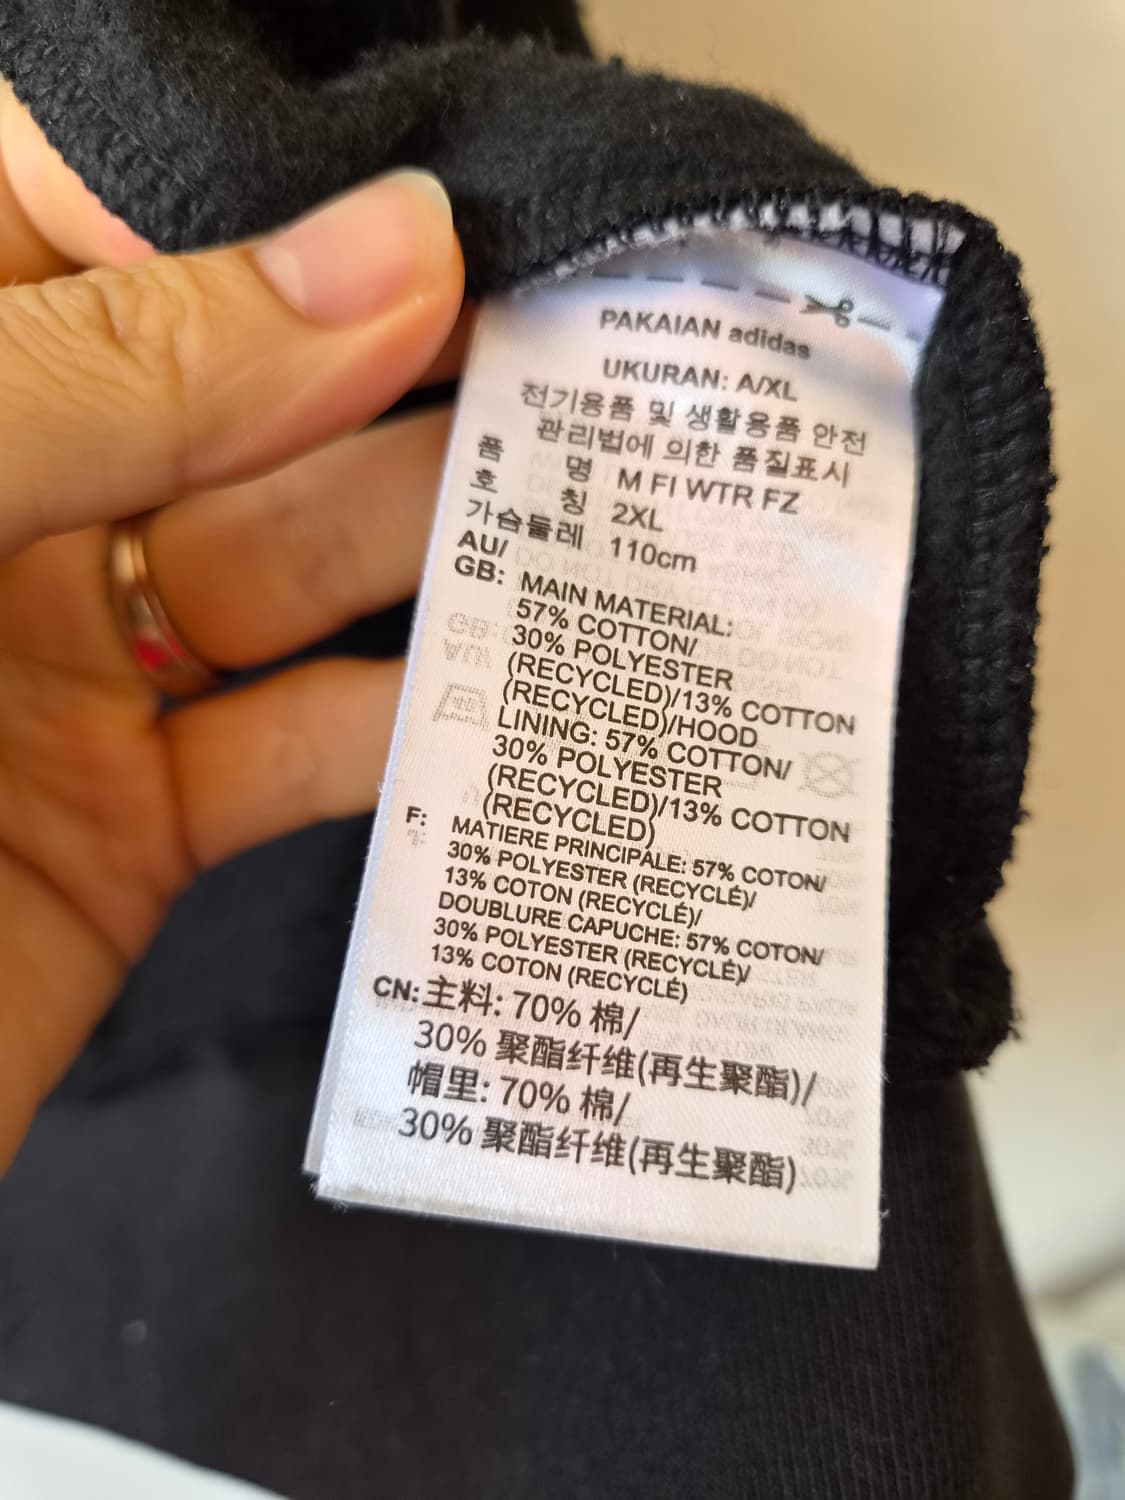 PAKAIAN adidas
UKURAN: A/XL
전기용품 및 생활용품 안전
관리법에 의한 품질표시
품 명 M FI WTR FZ
호 칭 2XL
가슴둘레 110cm
AU/
GB: MAIN MATERIAL:
57% COTTON/
30% POLYESTER
(RECYCLED)/13% COTTON
(RECYCLED)/HOOD
LINING: 57% COTTON/
30% POLYESTER
(RECYCLED)/13% COTTON
(RECYCLED)
F: MATIERE PRINCIPALE: 57% COTON/
30% POLYESTER (RECYCLÉ)/
13% COTON (RECYCLÉ)/
DOUBLURE CAPUCHE: 57% COTON/
30% POLYESTER (RECYCLÉ)/
13% COTON (RECYCLÉ)
CN: 主料: 70% 棉/
30% 聚酯纤维(再生聚酯)/
帽里: 70% 棉/
30% 聚酯纤维(再生聚酯)